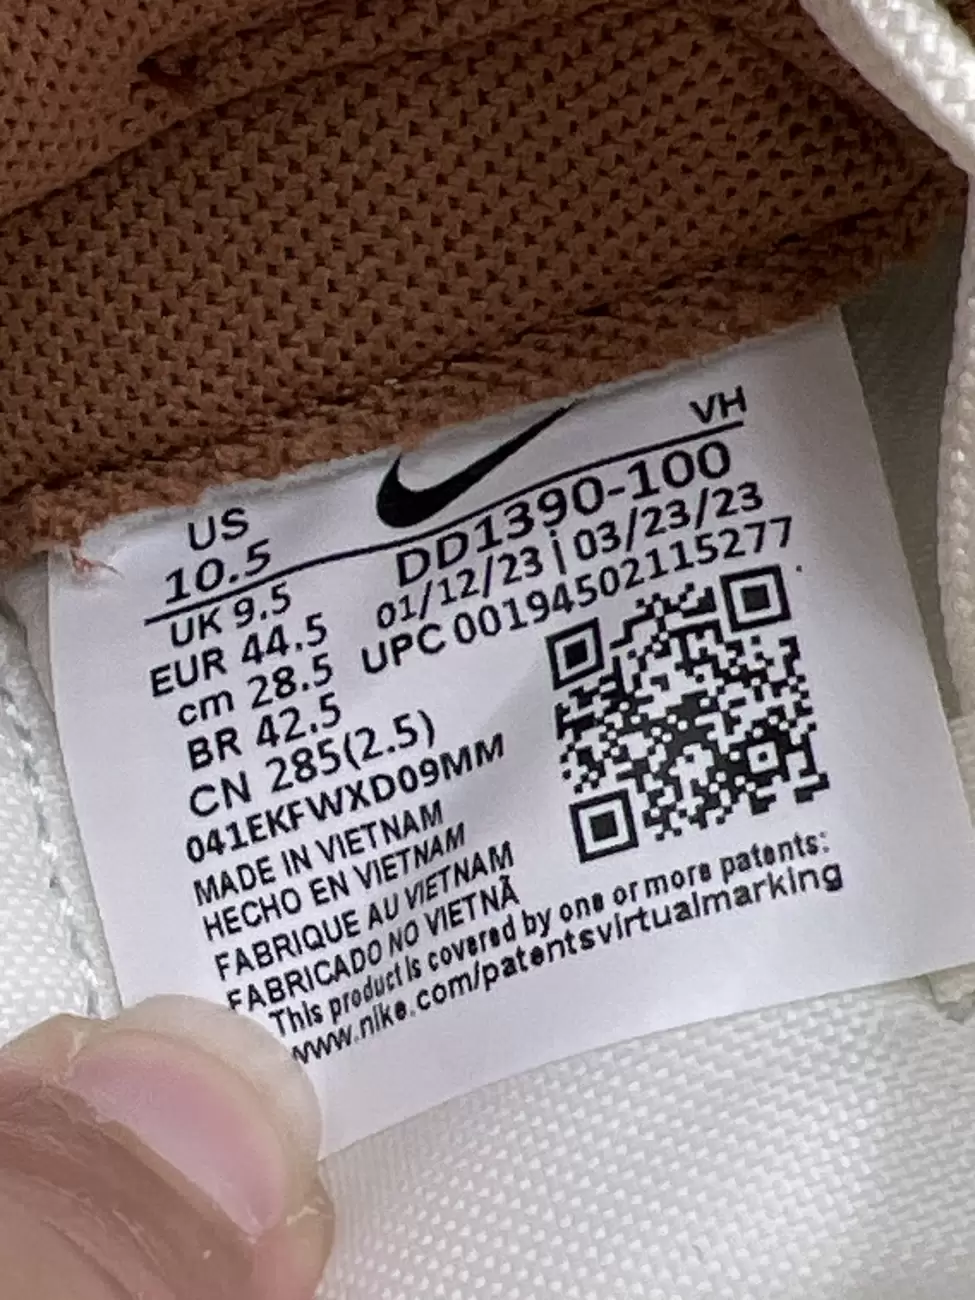 VH
US
10.5
DD1390-100
UK 9.5
01/12/23 | 03/23/23
EUR 44.5
UPC 00194502115277
cm 28.5
BR 42.5
CN 285(2.5)
041EKFWXD09MM
MADE IN VIETNAM
HECHO EN VIETNAM
FABRIQUE AU VIETNAM
FABRICADO NO VIETNÃ
This product is covered by one or more patents:
www.nike.com/patentsvirtualmarking